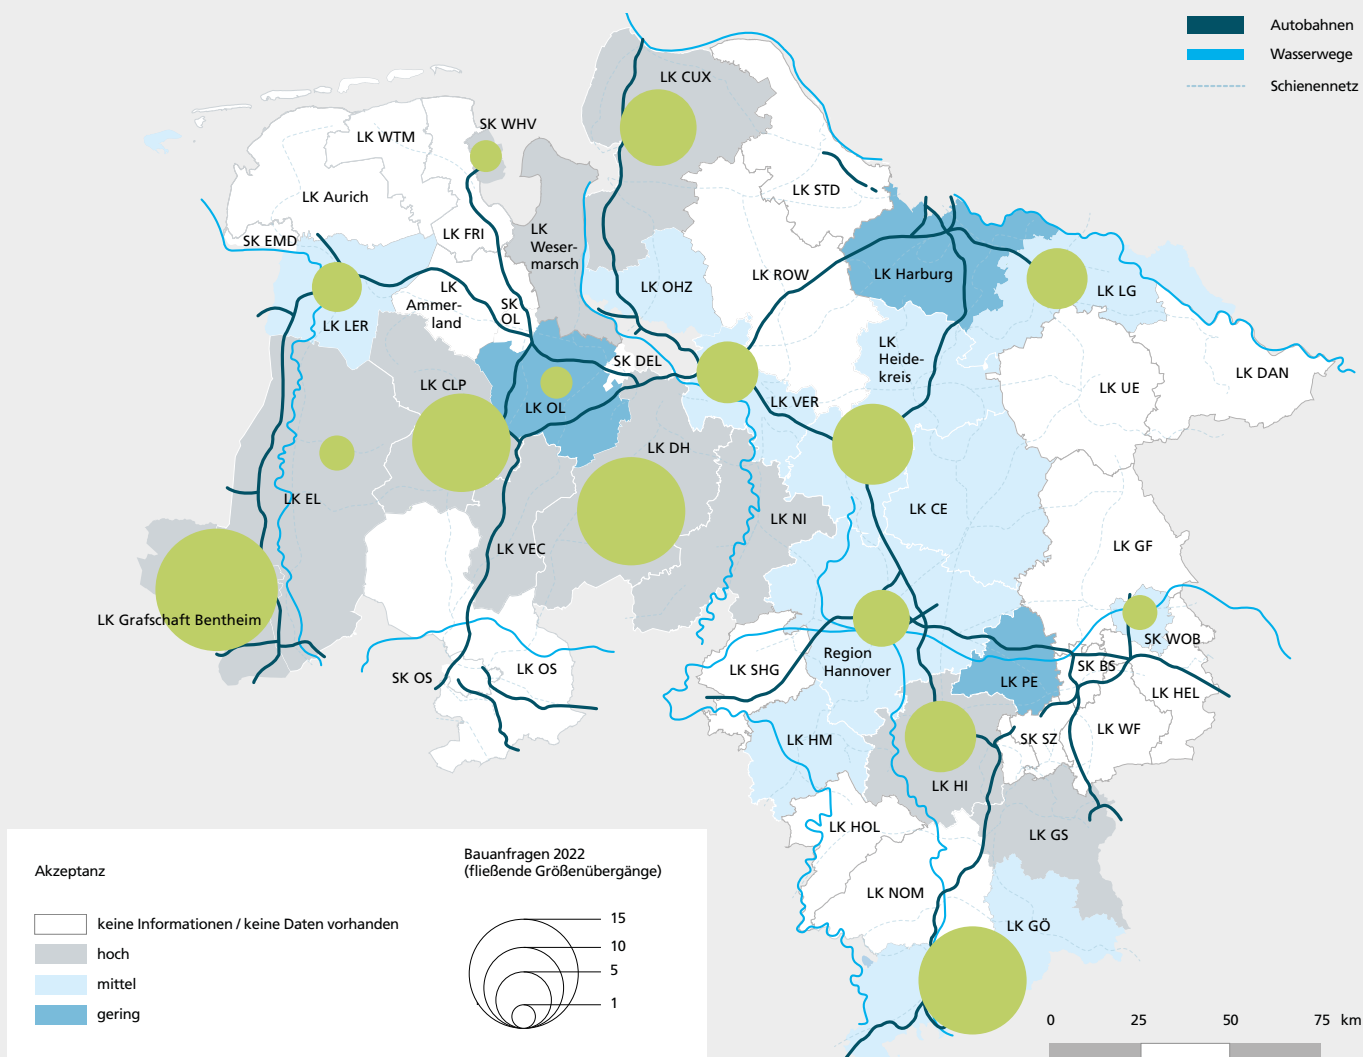 Autobahnen
Wasserwege
Schienennetz
LK CUX
SK WHV
LK WTM
LK STD
LK Aurich
LK
Weser-
marsch
LK FRI
SK EMD
LK ROW
LK Harburg
LK OHZ
LK LG
LK
Ammer-
land
SK
OL
LK LER
LK
Heide-
kreis
SK DEL
LK DAN
LK CLP
LK UE
LK VER
LK OL
LK DH
LK EL
LK CE
LK NI
LK GF
LK VEC
LK Grafschaft Bentheim
SK WOB
Region
Hannover
LK SHG
LK OS
SK BS
SK OS
LK PE
LK HEL
LK WF
SK SZ
LK HM
LK HI
LK HOL
LK GS
LK NOM
LK GÖ
Akzeptanz
keine Informationen / keine Daten vorhanden
hoch
mittel
gering
Bauanfragen 2022
(fließende Größenübergänge)
15
10
5
1
0 25 50 75 km